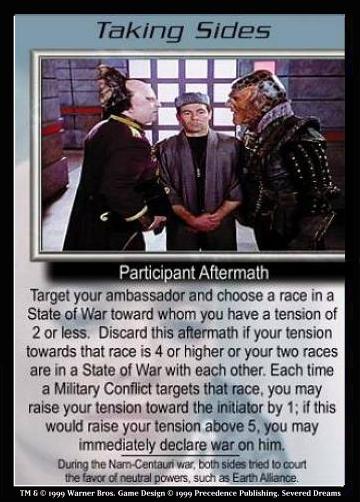 Taking Sides
Participant Aftermath
Target your ambassador and choose a race in a
State of War toward whom you have a tension of
2 or less. Discard this aftermath if your tension
towards that race is 4 or higher or your two races
are in a State of War with each other. Each time
a Military Conflict targets that race, you may
raise your tension toward the initiator by 1; if this
would raise your tension above 5, you may
immediately declare war on him.
During the Narn-Centauri war, both sides tried to court
the favor of neutral powers, such as Earth Alliance.
TM & © 1999 Warner Bros. Game Design © 1999 Precedence Publishing. Severed Dreams